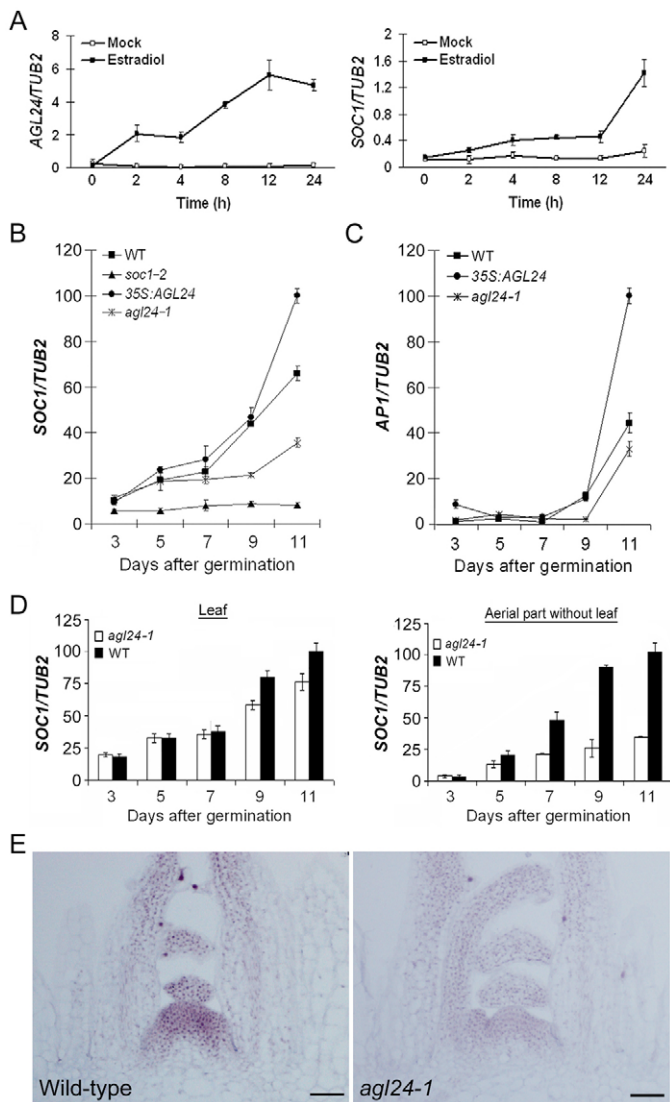 A
8
6
4
2
0
AGL24/TUB2
Mock
Estradiol
0 2 4 8 12 24
Time (h)
2
1.6
1.2
0.8
0.4
0
SOC1/TUB2
Mock
Estradiol
0 2 4 8 12 24
Time (h)
B
120
100
80
60
40
20
0
SOC1/TUB2
WT
soc1-2
35S:AGL24
agl24-1
3 5 7 9 11
Days after germination
C
120
100
80
60
40
20
0
AP1/TUB2
WT
35S:AGL24
agl24-1
3 5 7 9 11
Days after germination
D
Leaf
125
100
75
50
25
0
SOC1/TUB2
agl24-1
WT
3 5 7 9 11
Days after germination
Aerial part without leaf
125
100
75
50
25
0
SOC1/TUB2
agl24-1
WT
3 5 7 9 11
Days after germination
E
Wild-type
agl24-1